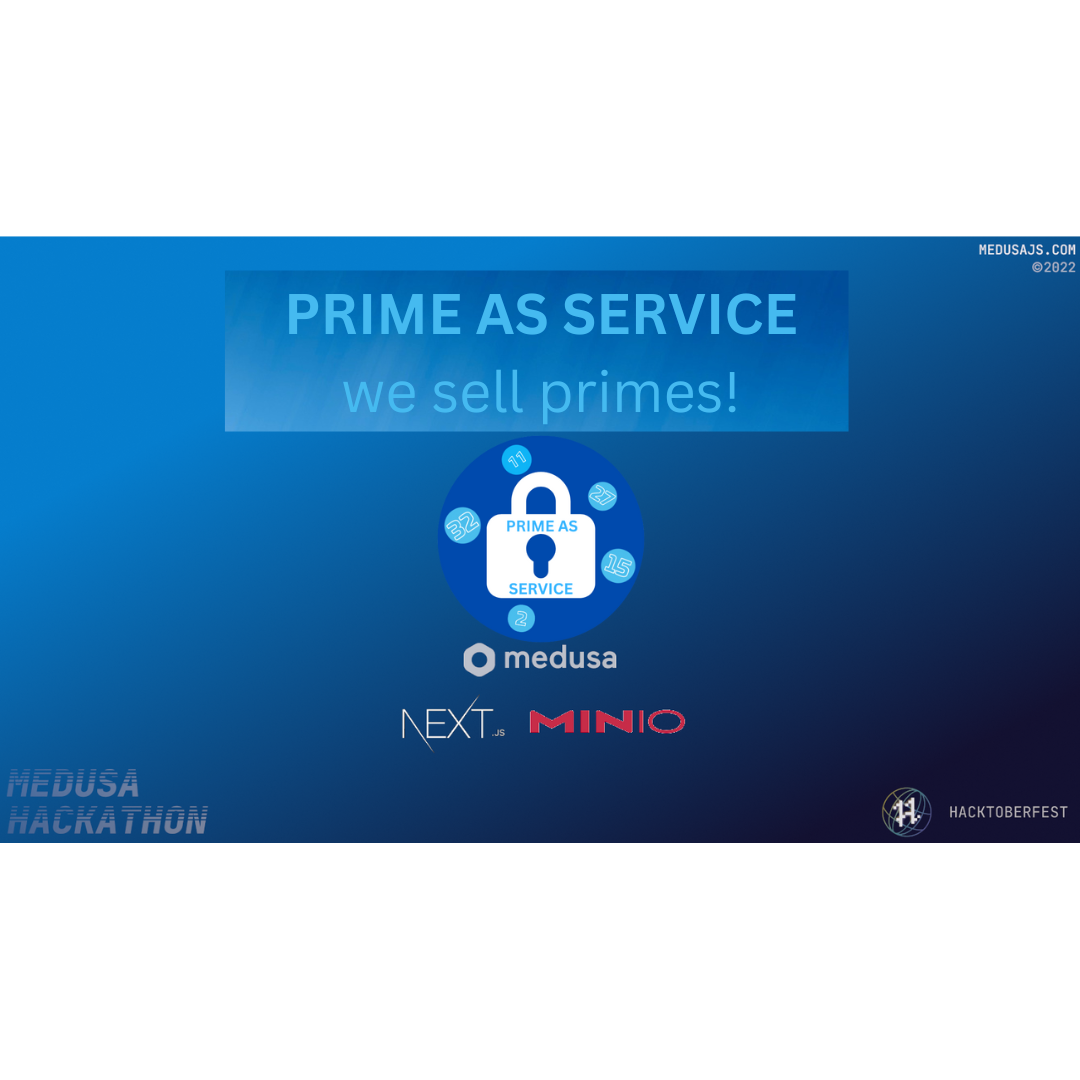 MEDUSAJS.COM
©2022
PRIME AS SERVICE
we sell primes!
11
27
32
PRIME AS
15
SERVICE
2
medusa
NEXT.JS
MINIO
MEDUSA
HACKATHON
H
HACKTOBERFEST